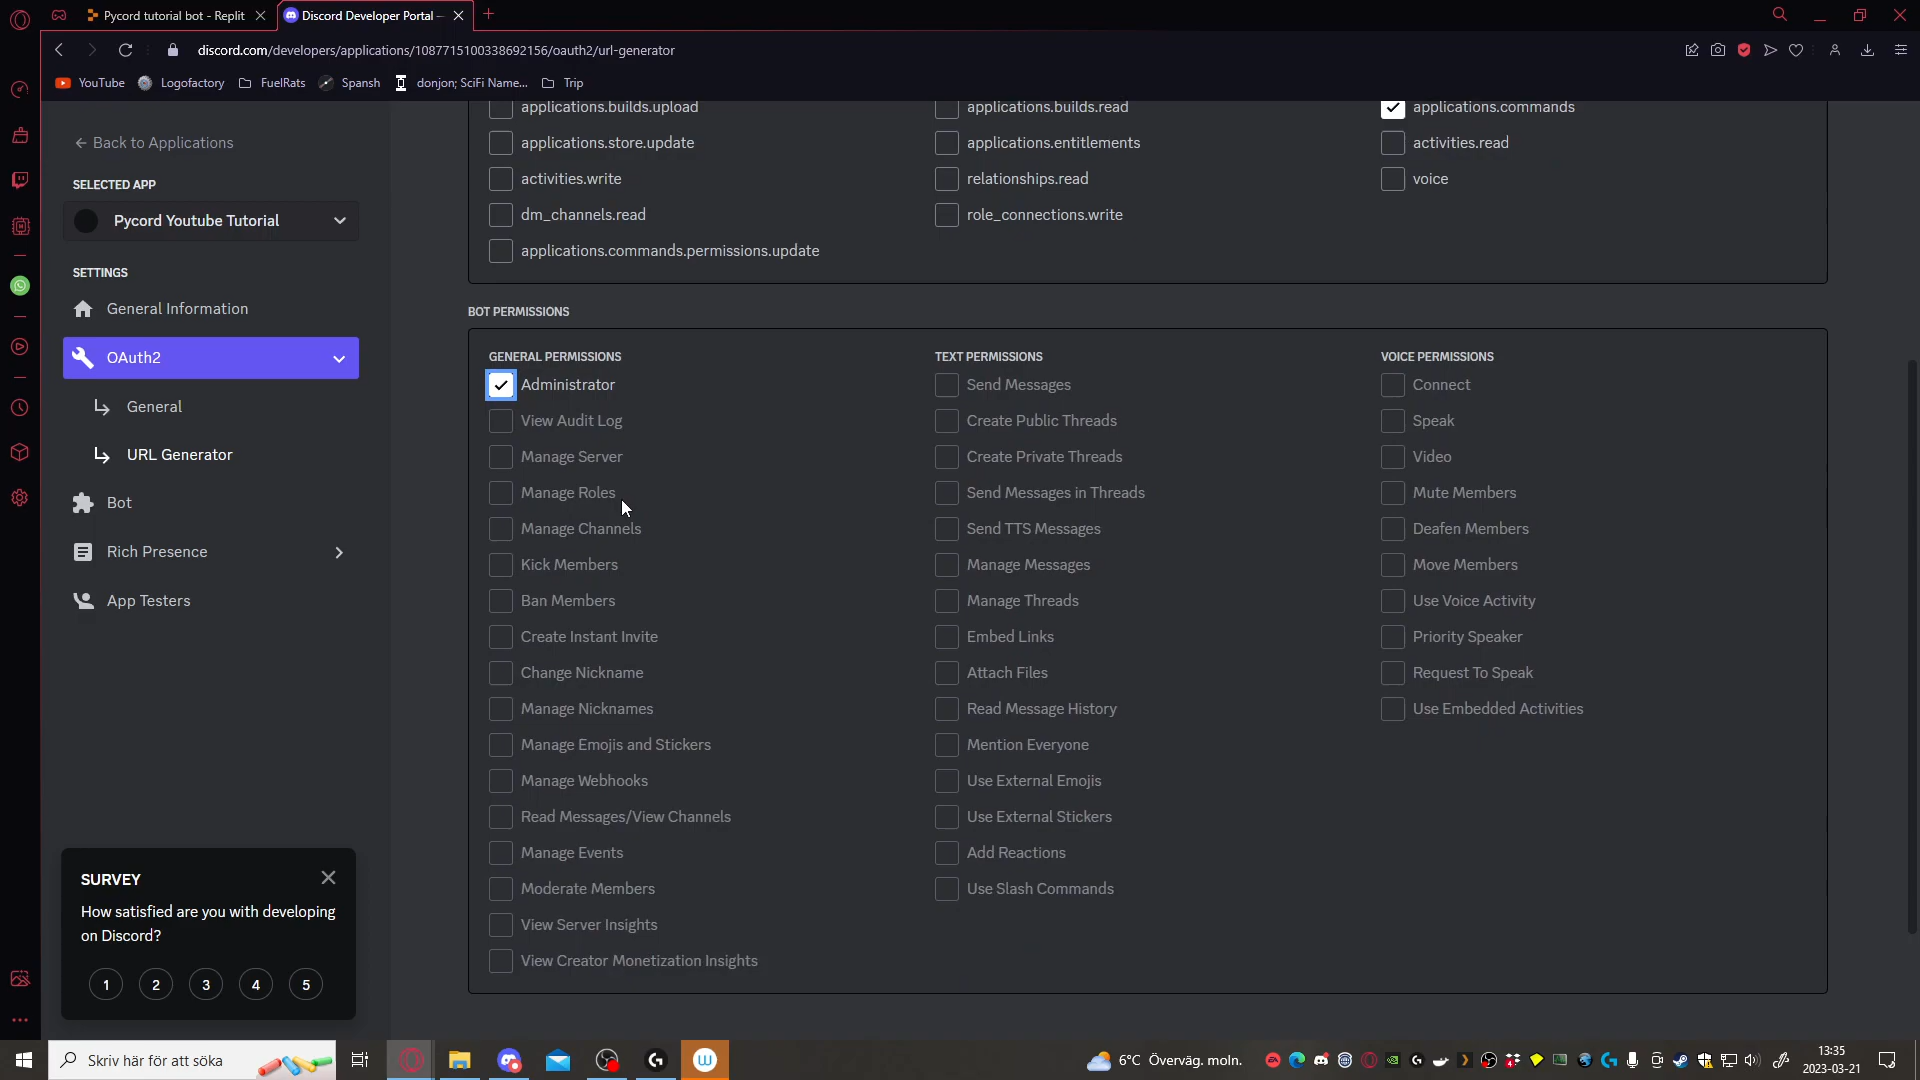 Pycord tutorial bot - Replit
Discord Developer Portal –
discord.com/developers/applications/1087715100338692156/oauth2/url-generator
YouTube
Logofactory
FuelRats
Spansh
donjon; SciFi Name...
Trip
← Back to Applications
SELECTED APP
Pycord Youtube Tutorial
SETTINGS
General Information
OAuth2
General
URL Generator
Bot
Rich Presence
App Testers
SURVEY
How satisfied are you with developing
on Discord?
1 2 3 4 5
applications.builds.upload
applications.builds.read
applications.commands
applications.store.update
applications.entitlements
activities.read
activities.write
relationships.read
voice
dm_channels.read
role_connections.write
applications.commands.permissions.update
BOT PERMISSIONS
GENERAL PERMISSIONS
Administrator
View Audit Log
Manage Server
Manage Roles
Manage Channels
Kick Members
Ban Members
Create Instant Invite
Change Nickname
Manage Nicknames
Manage Emojis and Stickers
Manage Webhooks
Read Messages/View Channels
Manage Events
Moderate Members
View Server Insights
View Creator Monetization Insights
TEXT PERMISSIONS
Send Messages
Create Public Threads
Create Private Threads
Send Messages in Threads
Send TTS Messages
Manage Messages
Manage Threads
Embed Links
Attach Files
Read Message History
Mention Everyone
Use External Emojis
Use External Stickers
Add Reactions
Use Slash Commands
VOICE PERMISSIONS
Connect
Speak
Video
Mute Members
Deafen Members
Move Members
Use Voice Activity
Priority Speaker
Request To Speak
Use Embedded Activities
Skriv här för att söka
6°C Överväg. moln.
13:35
2023-03-21